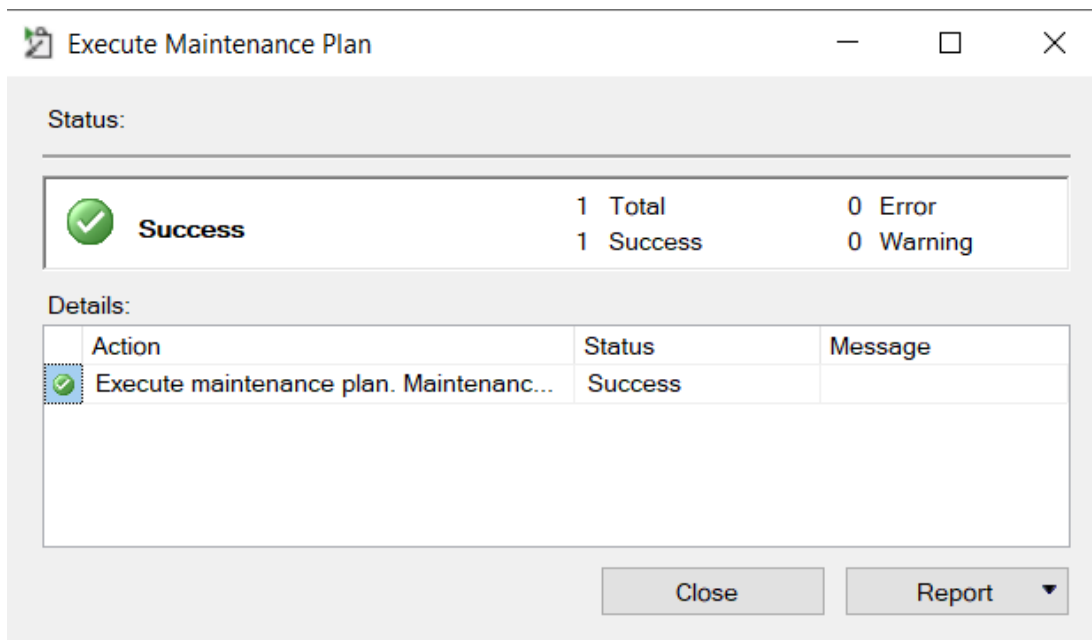 Execute Maintenance Plan
Status:
Success
1 Total
0 Error
1 Success
0 Warning
Details:
Action Status Message
Execute maintenance plan. Maintenanc... Success
Close Report